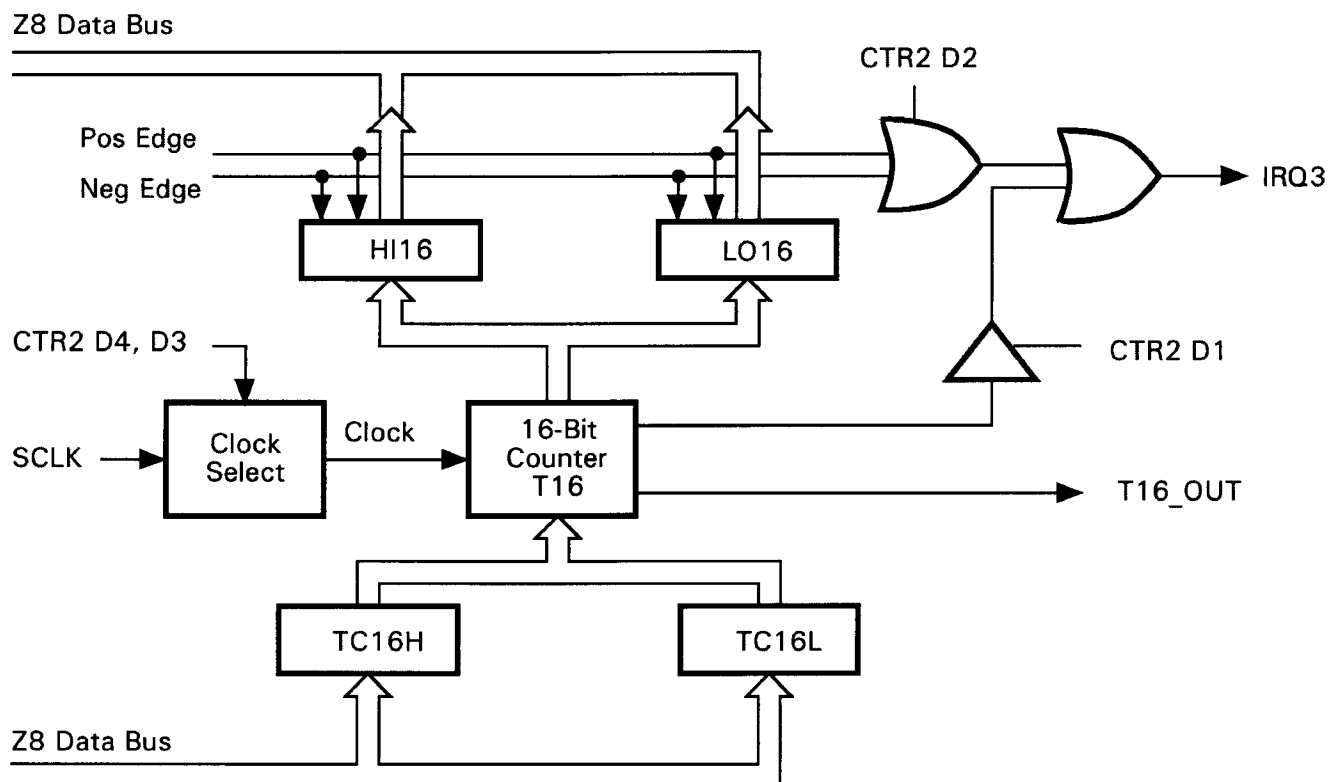 Z8 Data Bus
CTR2 D2
Pos Edge
Neg Edge
IRQ3
HI16
LO16
CTR2 D4, D3
CTR2 D1
SCLK
Clock
Select
Clock
16-Bit
Counter
T16
T16_OUT
TC16H
TC16L
Z8 Data Bus